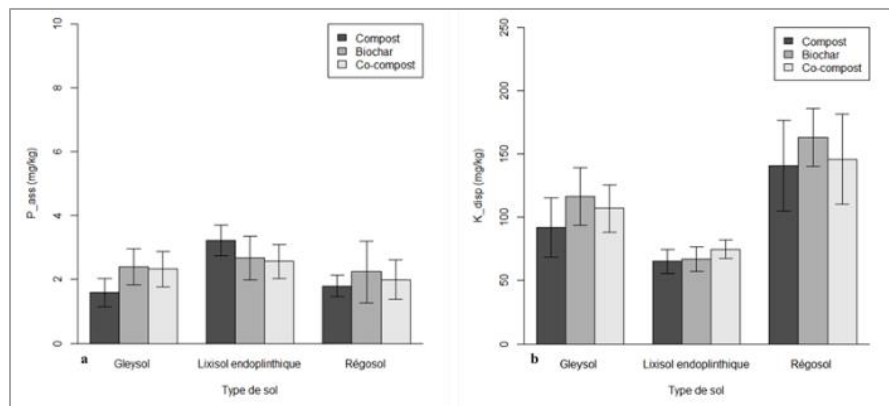 10
8
6
4
2
0
P_ass (mg/kg)
Compost
Biochar
Co-compost
a
Gleysol Lixisol endoplinthique Régosol
Type de sol
250
200
150
100
50
0
K_disp (mg/kg)
Compost
Biochar
Co-compost
b
Gleysol Lixisol endoplinthique Régosol
Type de sol